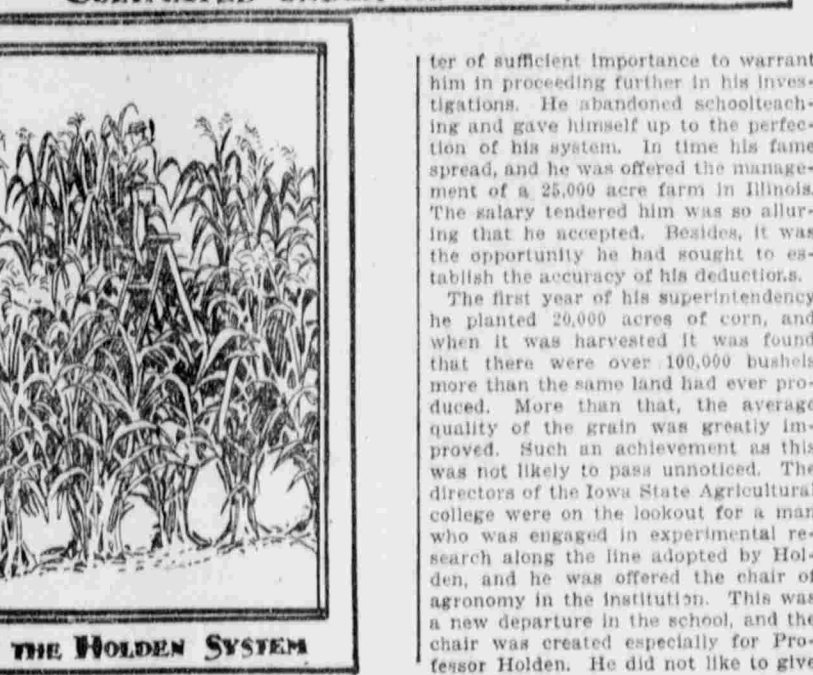 THE HOLDEN SYSTEM
ter of sufficient importance to warrant
him in proceeding further in his inves-
tigations. He abandoned schoolteach-
ing and gave himself up to the perfec-
tion of his system. In time his fame
spread, and he was offered the manage-
ment of a 25,000 acre farm in Illinois.
The salary tendered him was so allur-
ing that he accepted. Besides, it was
the opportunity he had sought to es-
tablish the accuracy of his deductions.
The first year of his superintendency
he planted 20,000 acres of corn, and
when it was harvested it was found
that there were over 100,000 bushels
more than the same land had ever pro-
duced. More than that, the average
quality of the grain was greatly im-
proved. Such an achievement as this
was not likely to pass unnoticed. The
directors of the Iowa State Agricultural
college were on the lookout for a man
who was engaged in experimental re-
search along the line adopted by Hol-
den, and he was offered the chair of
agronomy in the institution. This was
a new departure in the school, and the
chair was created especially for Pro-
fessor Holden. He did not like to give